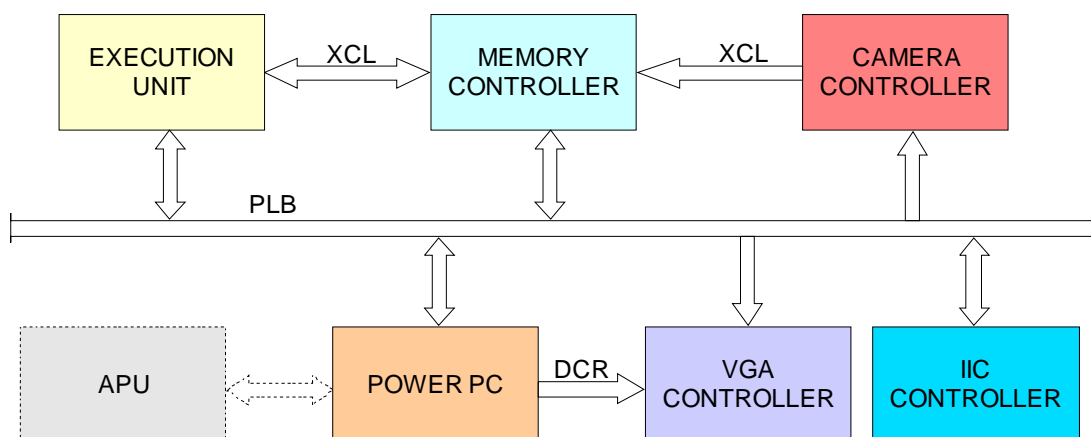 EXECUTION
UNIT
XCL
MEMORY
CONTROLLER
XCL
CAMERA
CONTROLLER
PLB
APU
POWER PC
DCR
VGA
CONTROLLER
IIC
CONTROLLER